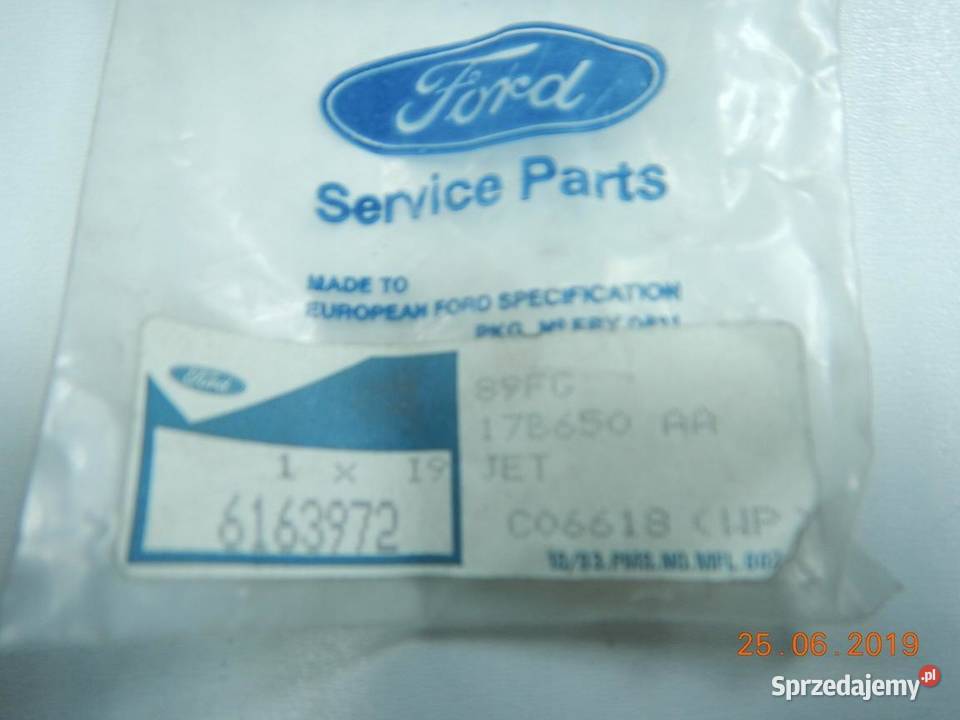 Ford
Service Parts
MADE TO
EUROPEAN FORD SPECIFICATION
PKG.
Ford
89FG
17B650 AA
1 X 19 JET
6163972 C06618 (WP)
25.06.2019
Sprzedajemy.pl